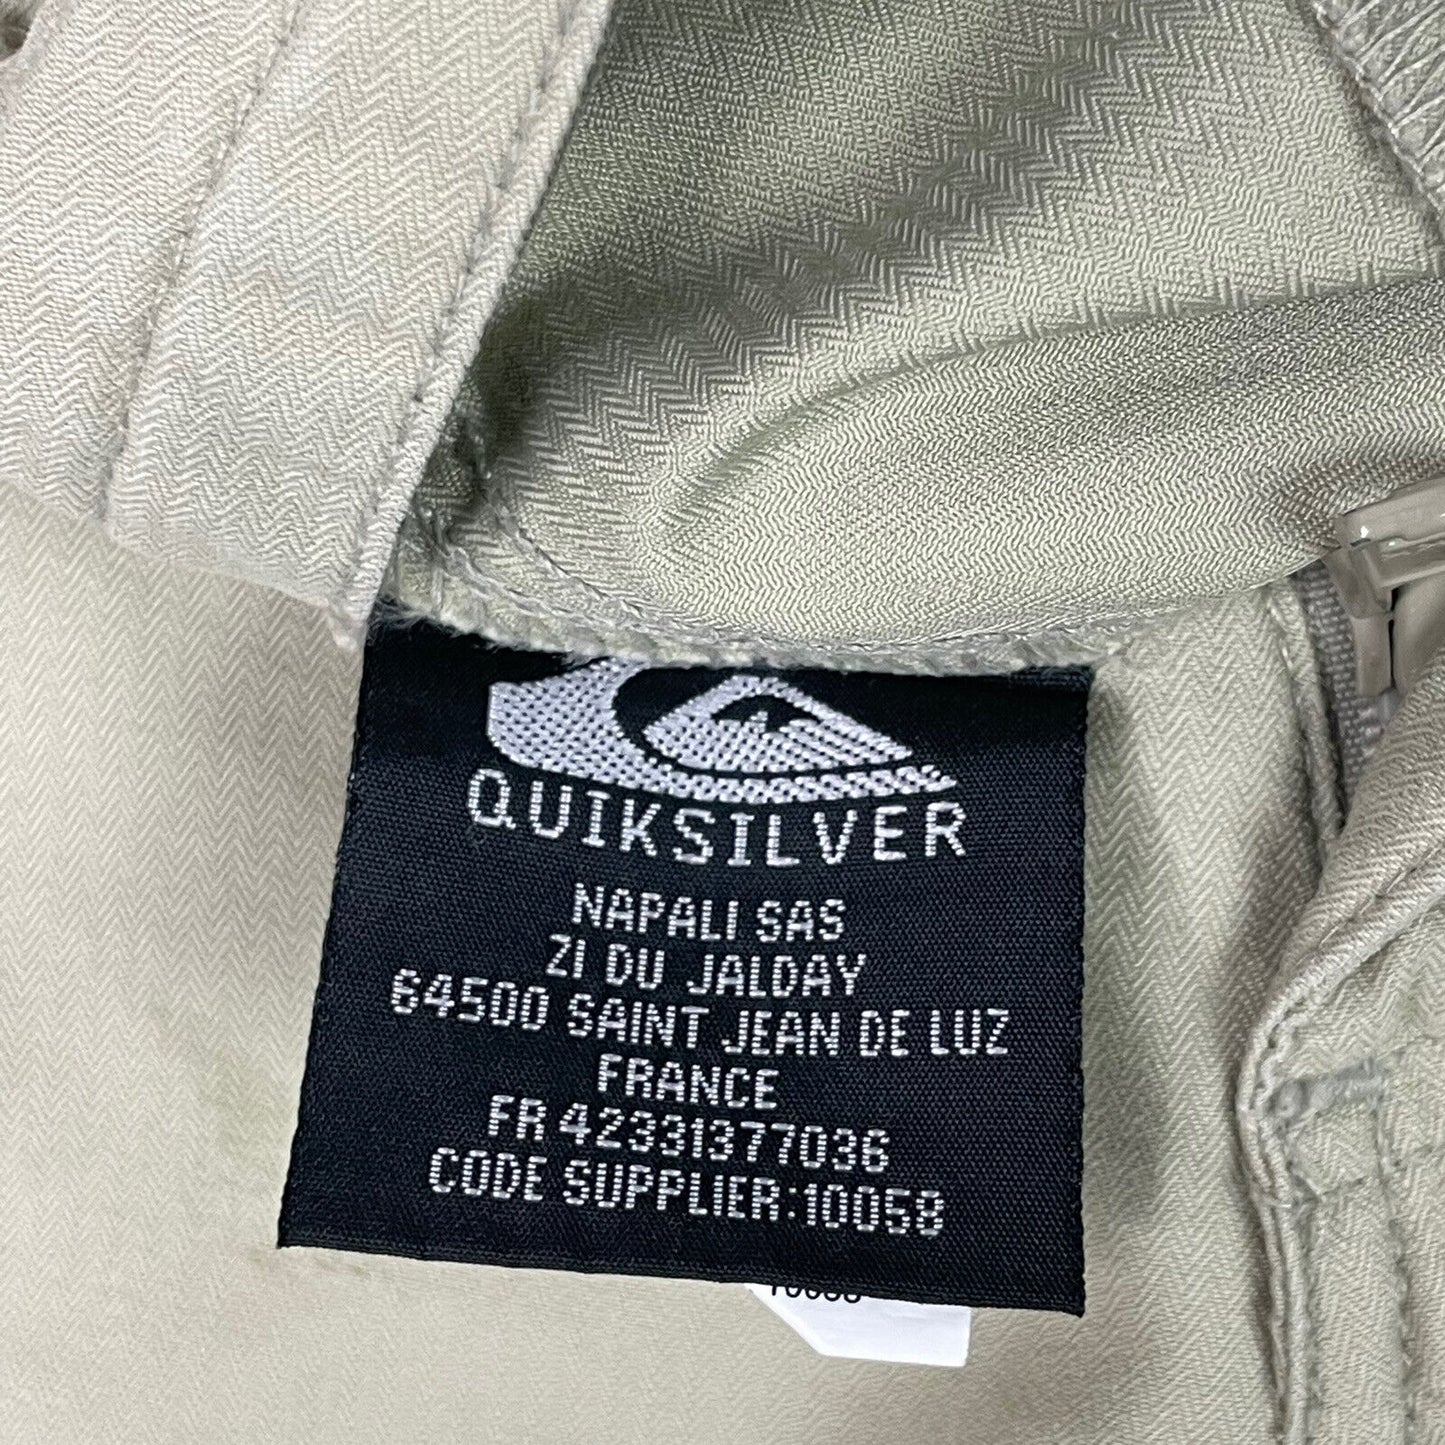 QUIKSILVER
NAPALI SAS
ZI DU JALDAY
64500 SAINT JEAN DE LUZ
FRANCE
FR 42331377036
CODE SUPPLIER:10058